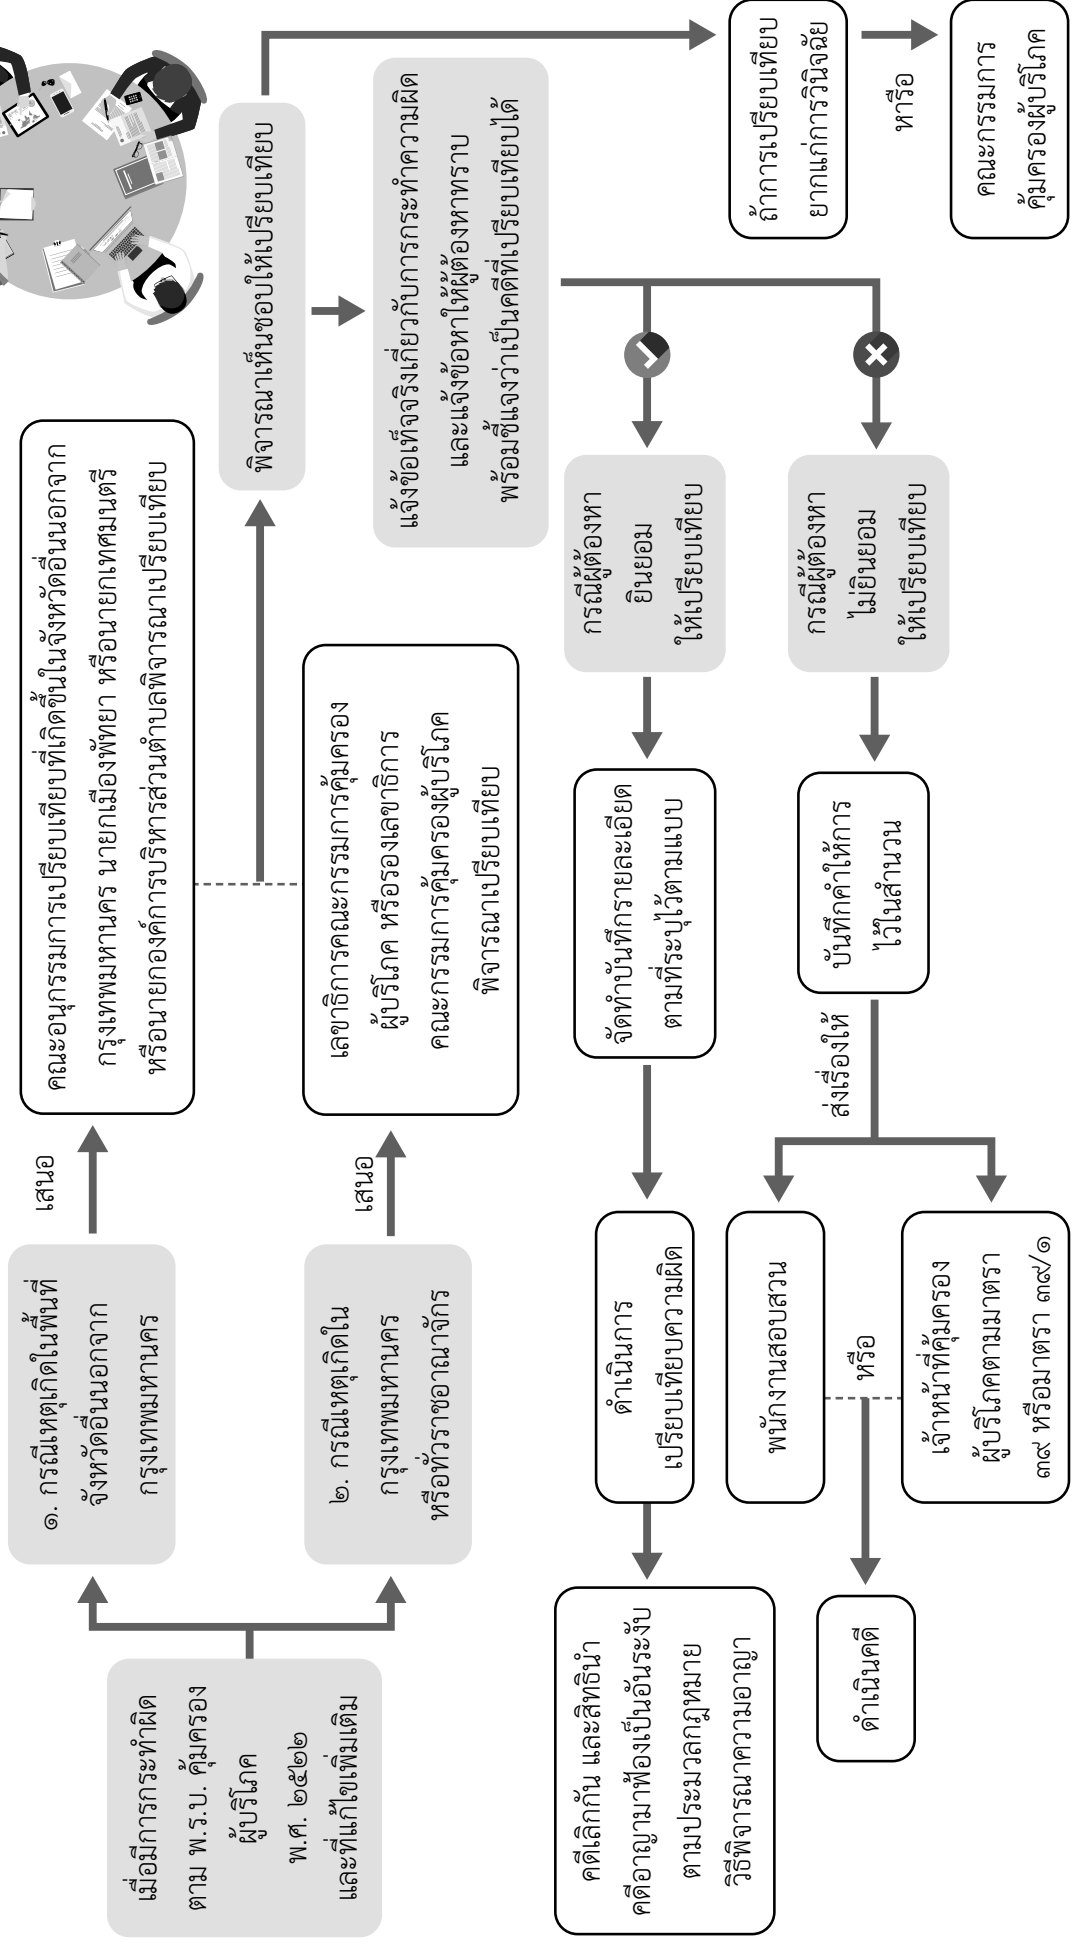 เมื่อมีการกระทำผิด
ตาม พ.ร.บ. คุ้มครอง
ผู้บริโภค
พ.ศ. ๒๕๒๒
และที่แก้ไขเพิ่มเติม
๑. กรณีเหตุเกิดในพื้นที่
จังหวัดอื่นนอกจาก
กรุงเทพมหานคร
เสนอ
คณะอนุกรรมการเปรียบเทียบที่เกิดขึ้นในจังหวัดอื่นนอกจาก
กรุงเทพมหานคร นายกเมืองพัทยา หรือนายกเทศมนตรี
หรือนายกองค์การบริหารส่วนตำบลพิจารณาเปรียบเทียบ
๒. กรณีเหตุเกิดใน
กรุงเทพมหานคร
หรือทั่วราชอาณาจักร
เสนอ
เลขาธิการคณะกรรมการคุ้มครอง
ผู้บริโภค หรือรองเลขาธิการ
คณะกรรมการคุ้มครองผู้บริโภค
พิจารณาเปรียบเทียบ
พิจารณาเห็นชอบให้เปรียบเทียบ
แจ้งข้อเท็จจริงเกี่ยวกับการกระทำความผิด
และแจ้งข้อหาให้ผู้ต้องหาทราบ
พร้อมชี้แจงว่าเป็นคดีที่เปรียบเทียบได้
ถ้าการเปรียบเทียบ
ยากแก่การวินิจฉัย
หารือ
คณะกรรมการ
คุ้มครองผู้บริโภค
กรณีผู้ต้องหา
ยินยอม
ให้เปรียบเทียบ
จัดทำบันทึกรายละเอียด
ตามที่ระบุไว้ตามแบบ
ดำเนินการ
เปรียบเทียบความผิด
คดีเลิกกัน และสิทธินำ
คดีอาญามาฟ้องเป็นอันระงับ
ตามประมวลกฎหมาย
วิธีพิจารณาความอาญา
กรณีผู้ต้องหา
ไม่ยินยอม
ให้เปรียบเทียบ
บันทึกคำให้การ
ไว้ในสำนวน
ส่งเรื่องให้
พนักงานสอบสวน
หรือ
เจ้าหน้าที่คุ้มครอง
ผู้บริโภคตามมาตรา
๓๙ หรือมาตรา ๓๙/๑
ดำเนินคดี